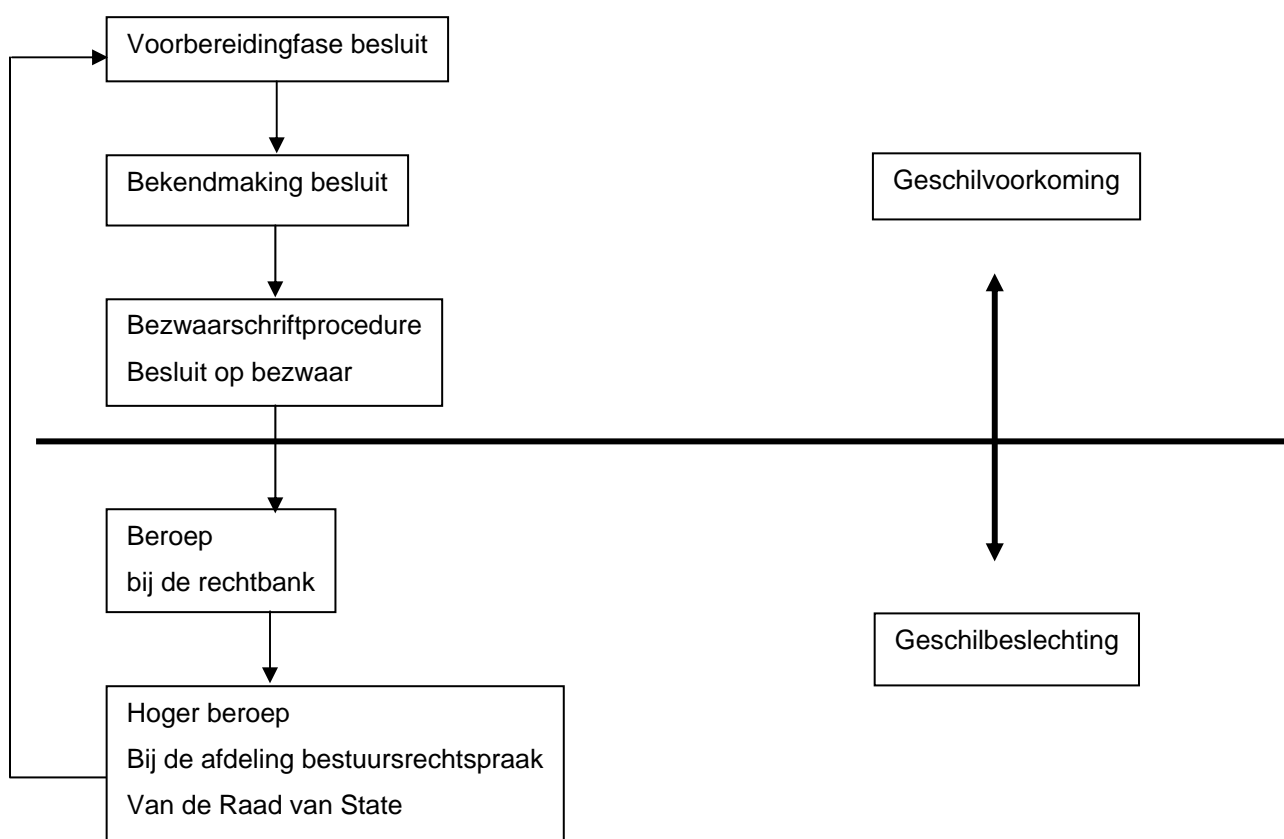 Voorbereidingfase besluit
Bekendmaking besluit
Geschilvoorkoming
Bezwaarschriftprocedure
Besluit op bezwaar
Beroep
bij de rechtbank
Geschilbeslechting
Hoger beroep
Bij de afdeling bestuursrechtspraak
Van de Raad van State